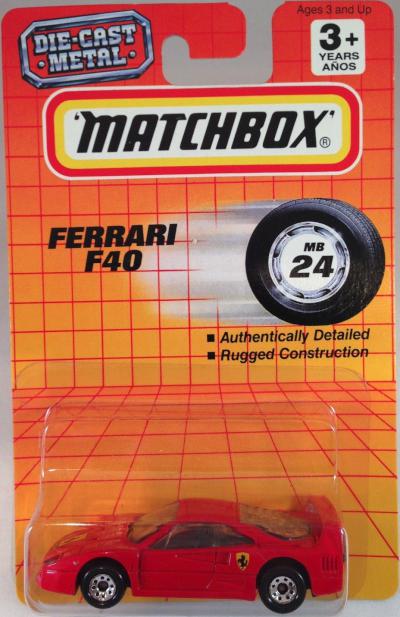 Ages 3 and Up
DIE-CAST
METAL
3+
YEARS
AÑOS
'MATCHBOX'®
FERRARI
F40
MB
24
■ Authentically Detailed
■ Rugged Construction